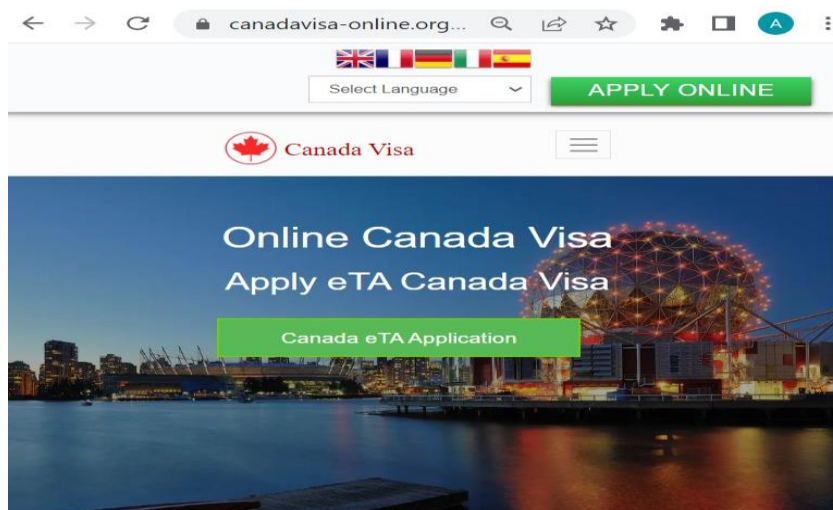 canadavisa-online.org...
A
Select Language
APPLY ONLINE
Canada Visa
Online Canada Visa
Apply eTA Canada Visa
Canada eTA Application